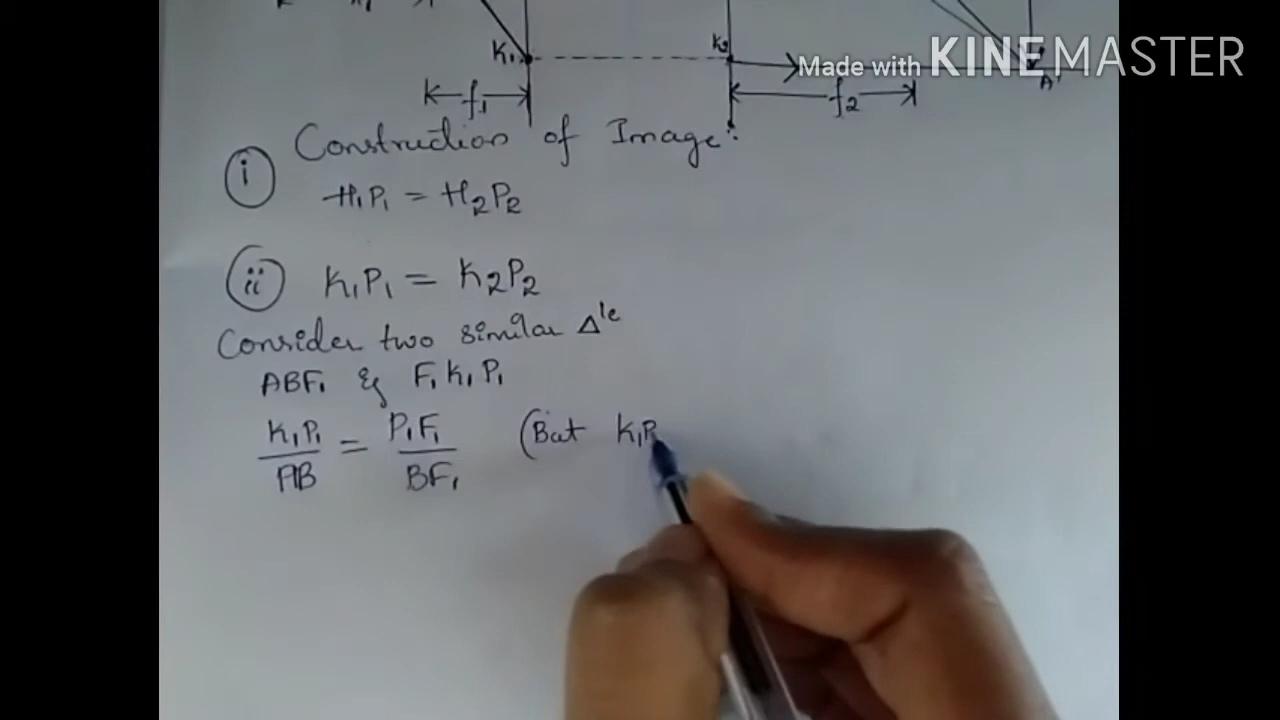 K₁ K₂ Made with KINEMASTER
f₁ f₂ A'
i Construction of Image:
H₁P₁ = H₂P₂
ii K₁P₁ = K₂P₂
Consider two similar Δ'le
ABF₁ & F₁K₁P₁
K₁P₁/AB = P₁F₁/BF₁ (But K₁P